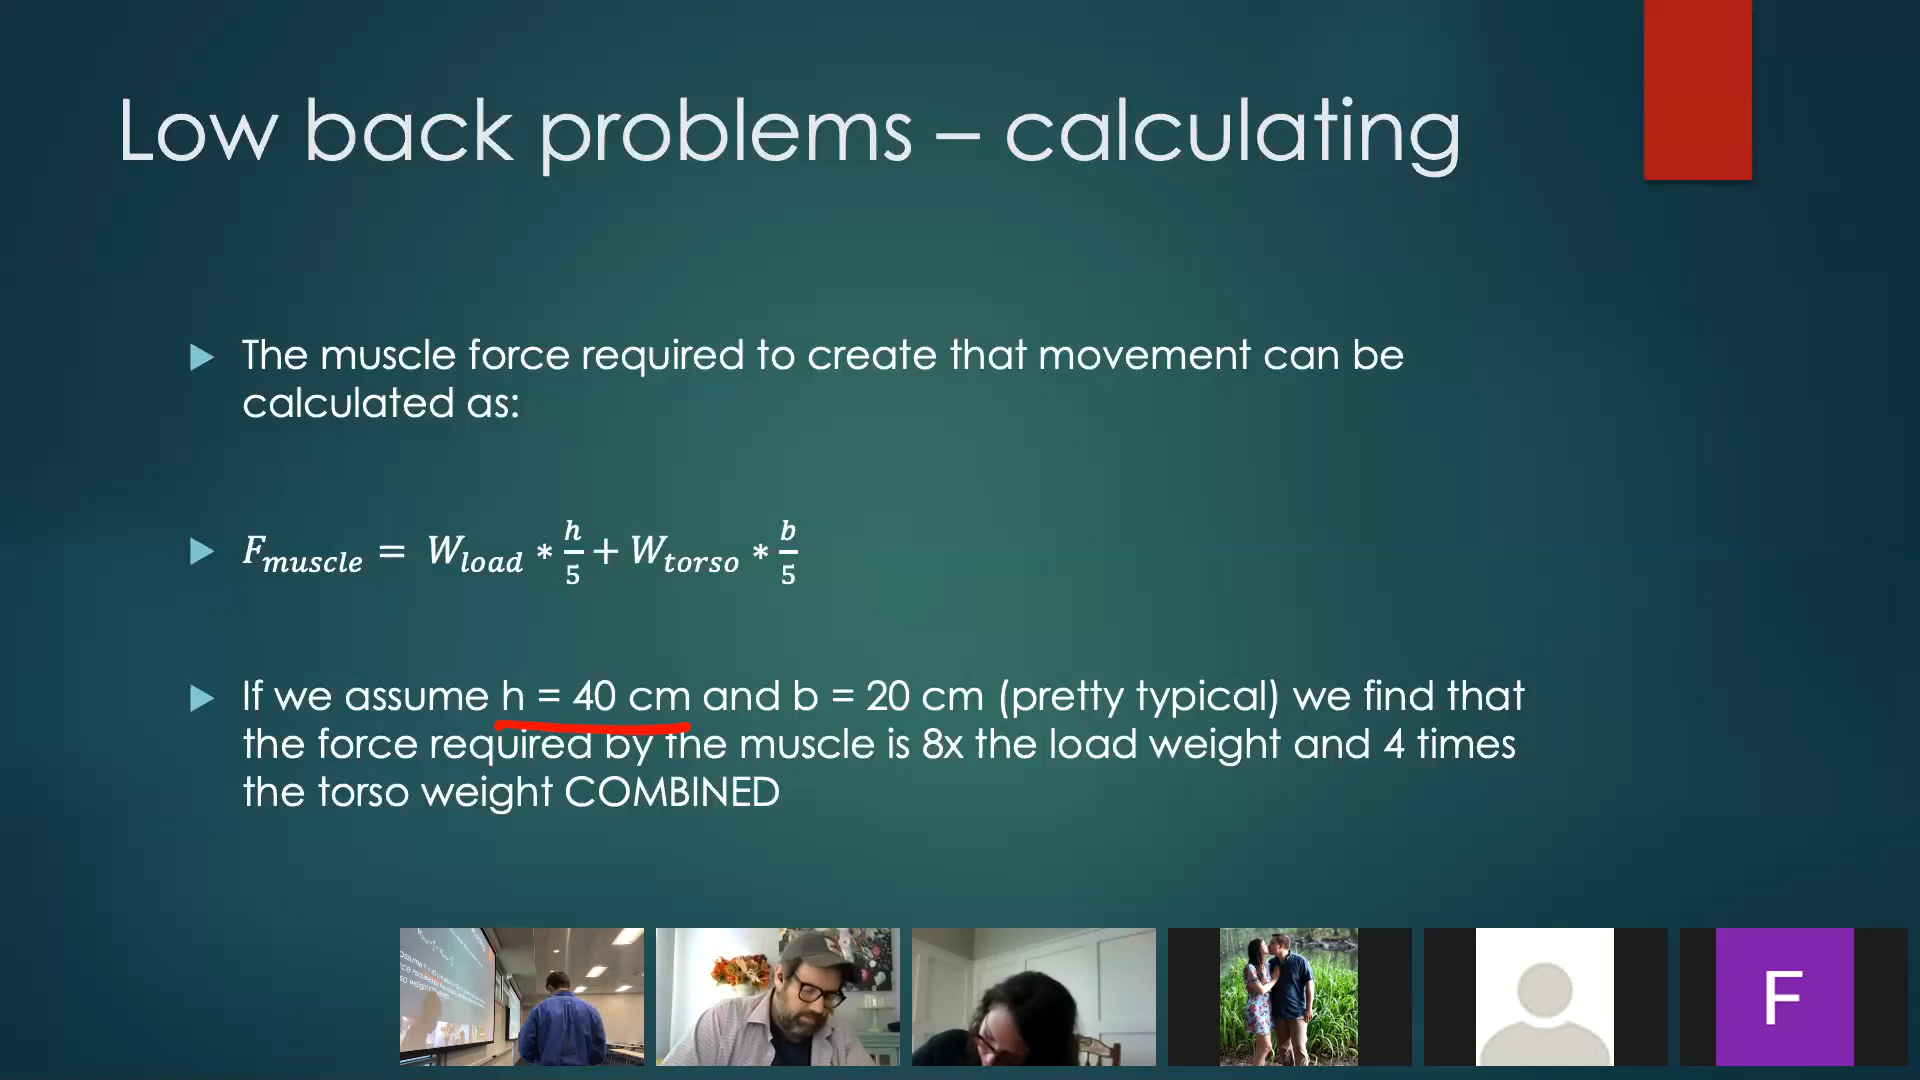 Low back problems – calculating
The muscle force required to create that movement can be
calculated as:
F_muscle = W_load * h/5 + W_torso * b/5
If we assume h = 40 cm and b = 20 cm (pretty typical) we find that
the force required by the muscle is 8x the load weight and 4 times
the torso weight COMBINED
F